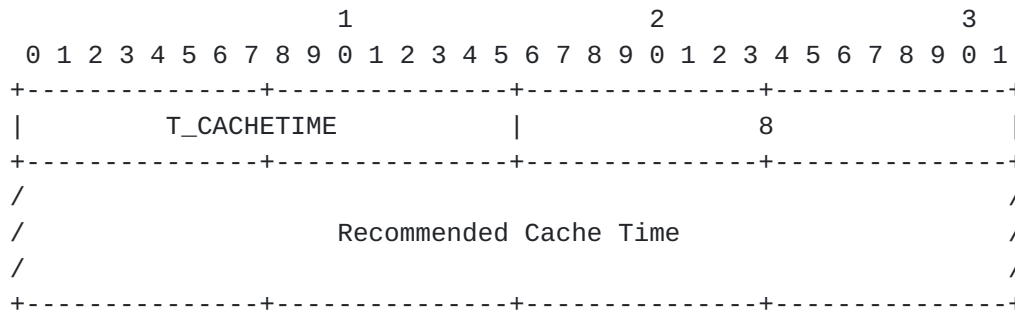 1                   2                   3
 0 1 2 3 4 5 6 7 8 9 0 1 2 3 4 5 6 7 8 9 0 1 2 3 4 5 6 7 8 9 0 1
+---------------+---------------+---------------+---------------+
|         T_CACHETIME           |               8               |
+---------------+---------------+---------------+---------------+
/                                                               /
/                    Recommended Cache Time                     /
/                                                               /
+---------------+---------------+---------------+---------------+